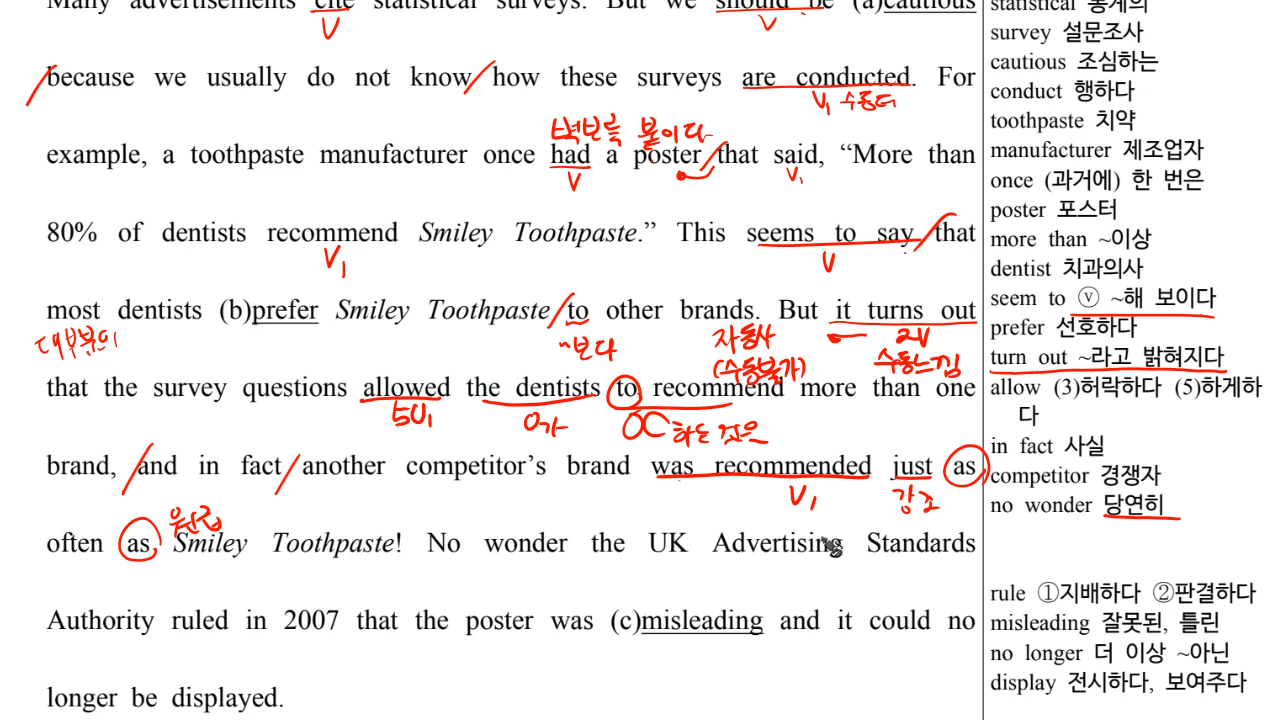 Many advertisements cite statistical surveys. But we should be (a)cautious
V
V
because we usually do not know how these surveys are conducted. For
V₁ 수동태
벽보를 붙이다
example, a toothpaste manufacturer once had a poster that said, “More than
V
V₁
80% of dentists recommend Smiley Toothpaste.” This seems to say that
V₁
V
most dentists (b)prefer Smiley Toothpaste to other brands. But it turns out
대부분의
~보다
자동사
(수동불가)
2V
수동느낌
that the survey questions allowed the dentists to recommend more than one
5V₁
O가
OC하는 것은
brand, and in fact another competitor’s brand was recommended just as
V₁
강조
원급
often as Smiley Toothpaste! No wonder the UK Advertising Standards
Authority ruled in 2007 that the poster was (c)misleading and it could no
longer be displayed.
statistical 통계의
survey 설문조사
cautious 조심하는
conduct 행하다
toothpaste 치약
manufacturer 제조업자
once (과거에) 한 번은
poster 포스터
more than ~이상
dentist 치과의사
seem to ⓥ ~해 보이다
prefer 선호하다
turn out ~라고 밝혀지다
allow (3)허락하다 (5)하게하
다
in fact 사실
competitor 경쟁자
no wonder 당연히
rule ①지배하다 ②판결하다
misleading 잘못된, 틀린
no longer 더 이상 ~아닌
display 전시하다, 보여주다